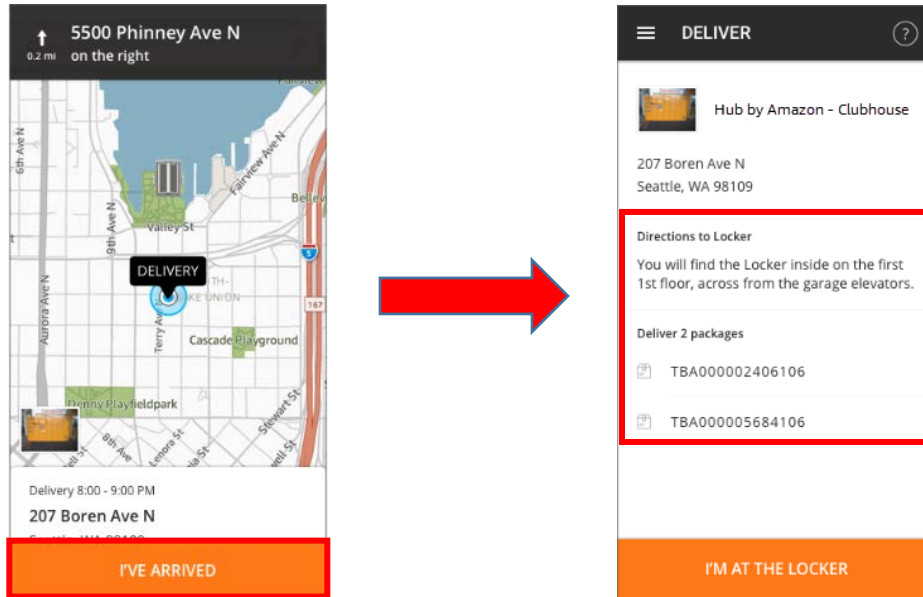 5500 Phinney Ave N
0.2 mi on the right
6th Ave N
Fairview Ave N
Valley St
9th Ave N
DELIVERY
KE UNION
167
5
Terry Av
Aurora Ave N
Cascade Playground
Denny Playfieldpark
8th Ave
Lenora St
Stewart St
Delivery 8:00 - 9:00 PM
207 Boren Ave N
I'VE ARRIVED
DELIVER
?
Hub by Amazon - Clubhouse
207 Boren Ave N
Seattle, WA 98109
Directions to Locker
You will find the Locker inside on the first
1st floor, across from the garage elevators.
Deliver 2 packages
TBA000002406106
TBA000005684106
I'M AT THE LOCKER